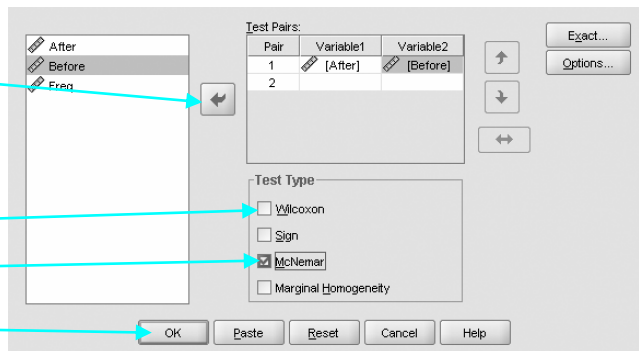 After
Before
Freq
Test Pairs:
Pair Variable1 Variable2
1 [After] [Before]
2
Exact...
Options...
Test Type
Wilcoxon
Sign
McNemar
Marginal Homogeneity
OK Paste Reset Cancel Help